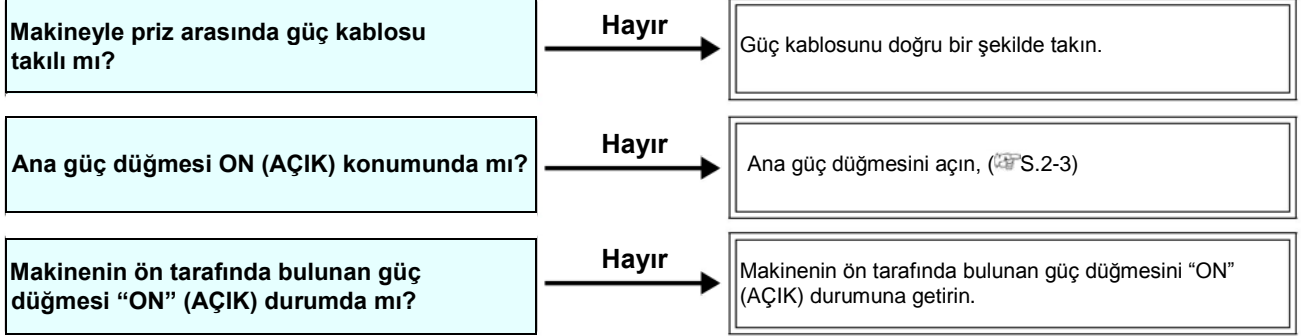 Makineyle priz arasında güç kablosu
takılı mı?
Hayır
Güç kablosunu doğru bir şekilde takın.
Ana güç düğmesi ON (AÇIK) konumunda mı?
Hayır
Ana güç düğmesini açın, (☞S.2-3)
Makinenin ön tarafında bulunan güç
düğmesi “ON” (AÇIK) durumda mı?
Hayır
Makinenin ön tarafında bulunan güç düğmesini “ON”
(AÇIK) durumuna getirin.